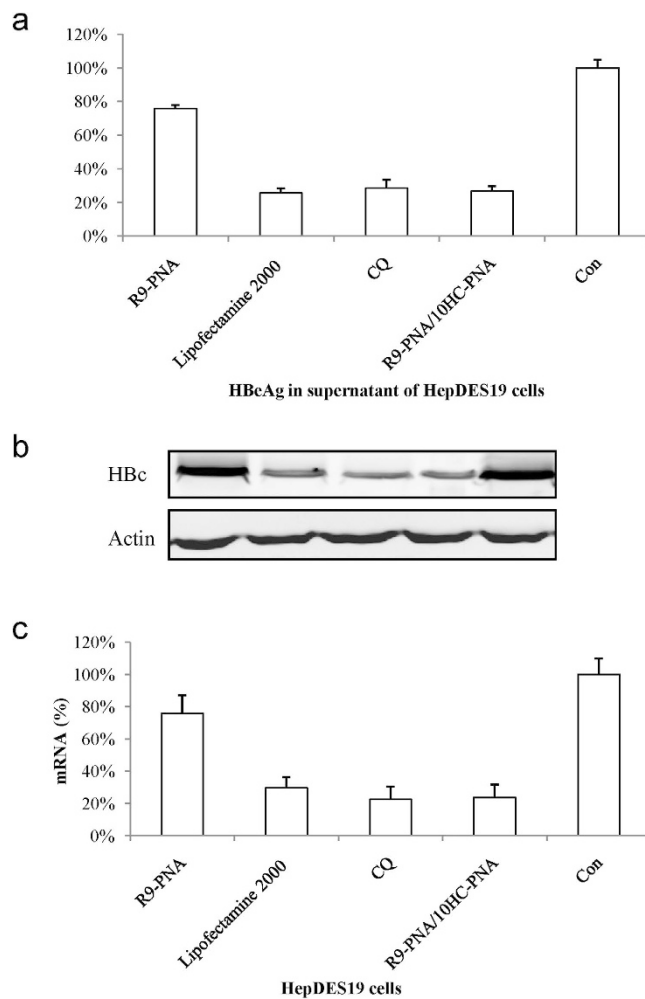 a
120%
100%
80%
60%
40%
20%
0%
R9-PNA
Lipofectamine 2000
CQ
R9-PNA/10HC-PNA
Con
HBeAg in supernatant of HepDES19 cells
b
HBc
Actin
c
120%
100%
80%
60%
40%
20%
0%
mRNA (%)
R9-PNA
Lipofectamine 2000
CQ
R9-PNA/10HC-PNA
Con
HepDES19 cells